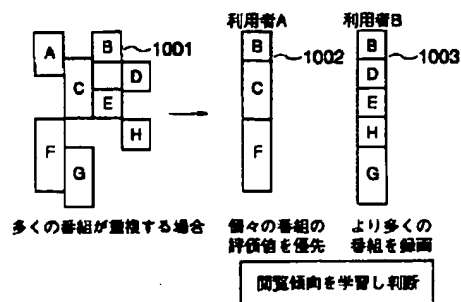 利用者A
利用者B
A
B
1001
C
D
E
F
G
H
B
1002
C
F
B
1003
D
E
H
G
多くの番組が重複する場合
個々の番組の
評価値を優先
より多くの
番組を録画
閲覧傾向を学習し判断